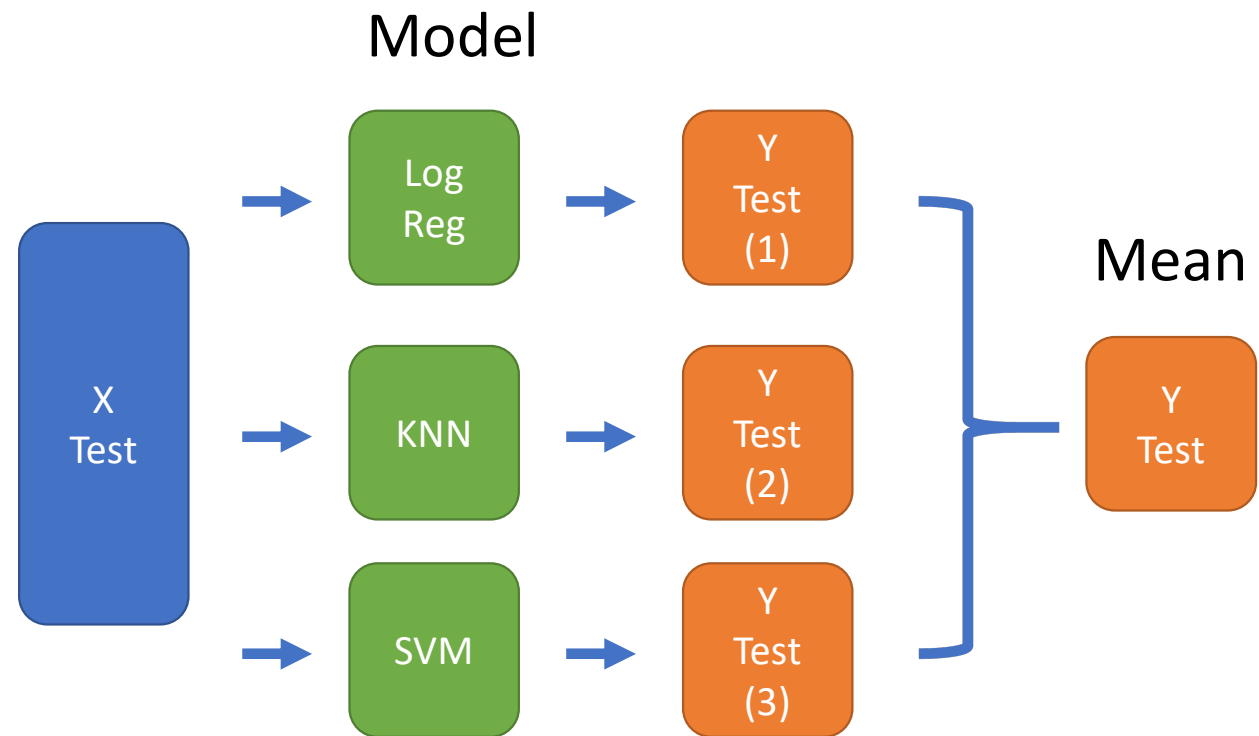 Model
X
Test
Log
Reg
Y
Test
(1)
KNN
Y
Test
(2)
SVM
Y
Test
(3)
Mean
Y
Test